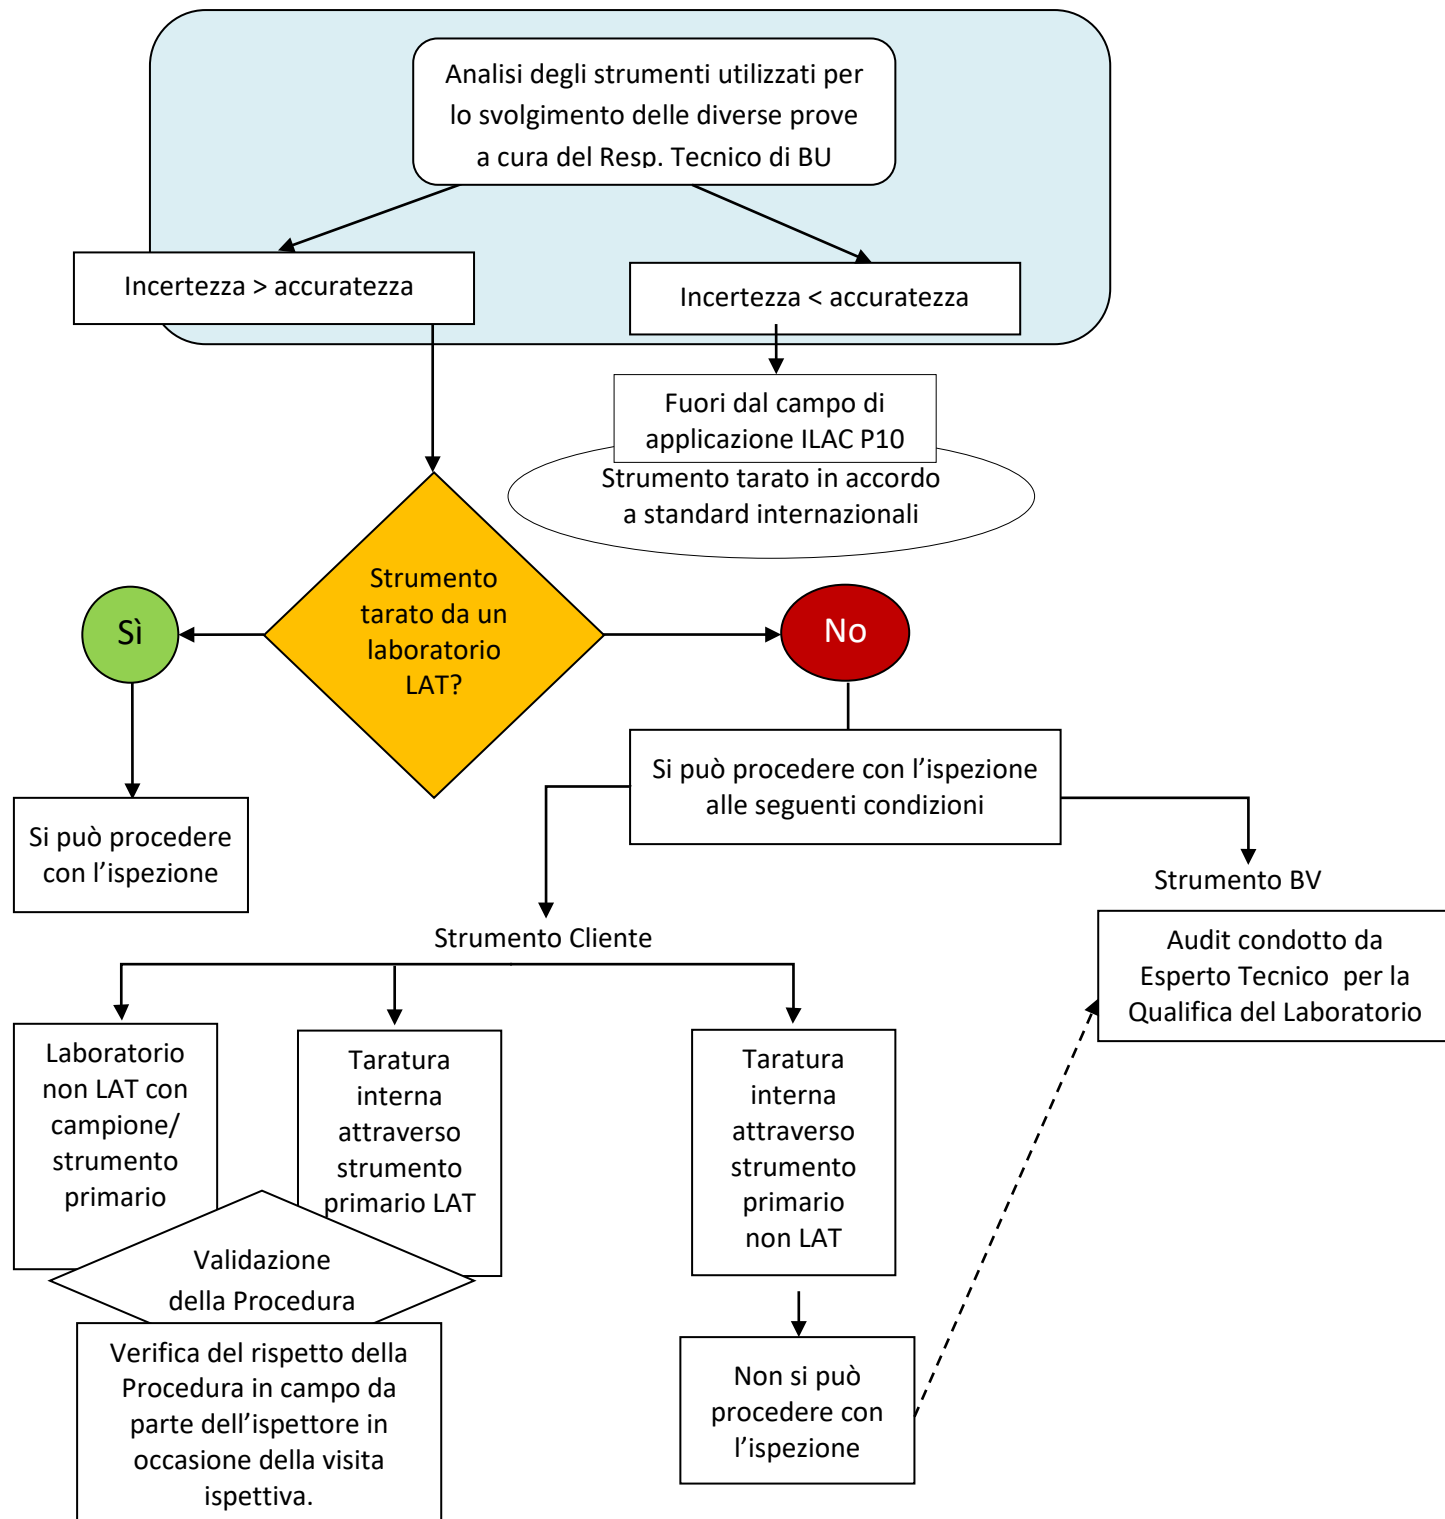 Analisi degli strumenti utilizzati per
lo svolgimento delle diverse prove
a cura del Resp. Tecnico di BU
Incertezza > accuratezza
Incertezza < accuratezza
Fuori dal campo di
applicazione ILAC P10
Strumento tarato in accordo
a standard internazionali
Strumento
tarato da un
laboratorio
LAT?
Sì
No
Si può procedere
con l’ispezione
Si può procedere con l’ispezione
alle seguenti condizioni
Strumento BV
Audit condotto da
Esperto Tecnico  per la
Qualifica del Laboratorio
Strumento Cliente
Laboratorio
non LAT con
campione/
strumento
primario
Taratura
interna
attraverso
strumento
primario LAT
Taratura
interna
attraverso
strumento
primario
non LAT
Validazione
della Procedura
Verifica del rispetto della
Procedura in campo da
parte dell’ispettore in
occasione della visita
ispettiva.
Non si può
procedere con
l’ispezione